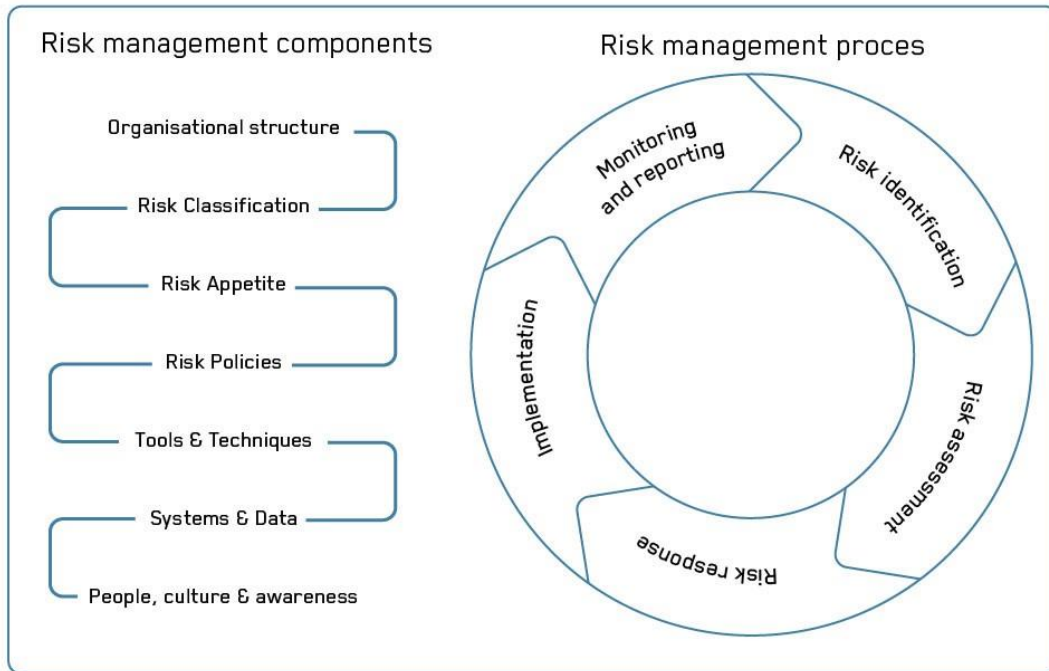 Risk management components
Organisational structure
Risk Classification
Risk Appetite
Risk Policies
Tools & Techniques
Systems & Data
People, culture & awareness
Risk management proces
Monitoring
and reporting
Risk identification
Risk assessment
Risk response
Implementation